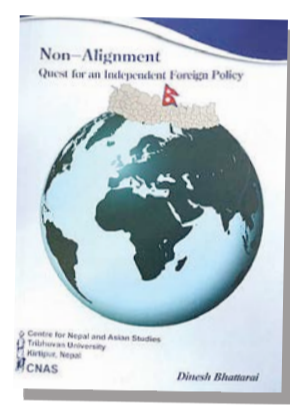 Non-Alignment
Quest for an Independent Foreign Policy
Centre for Nepal and Asian Studies
Tribhuvan University
Kirtipur, Nepal
CNAS
Dinesh Bhattarai